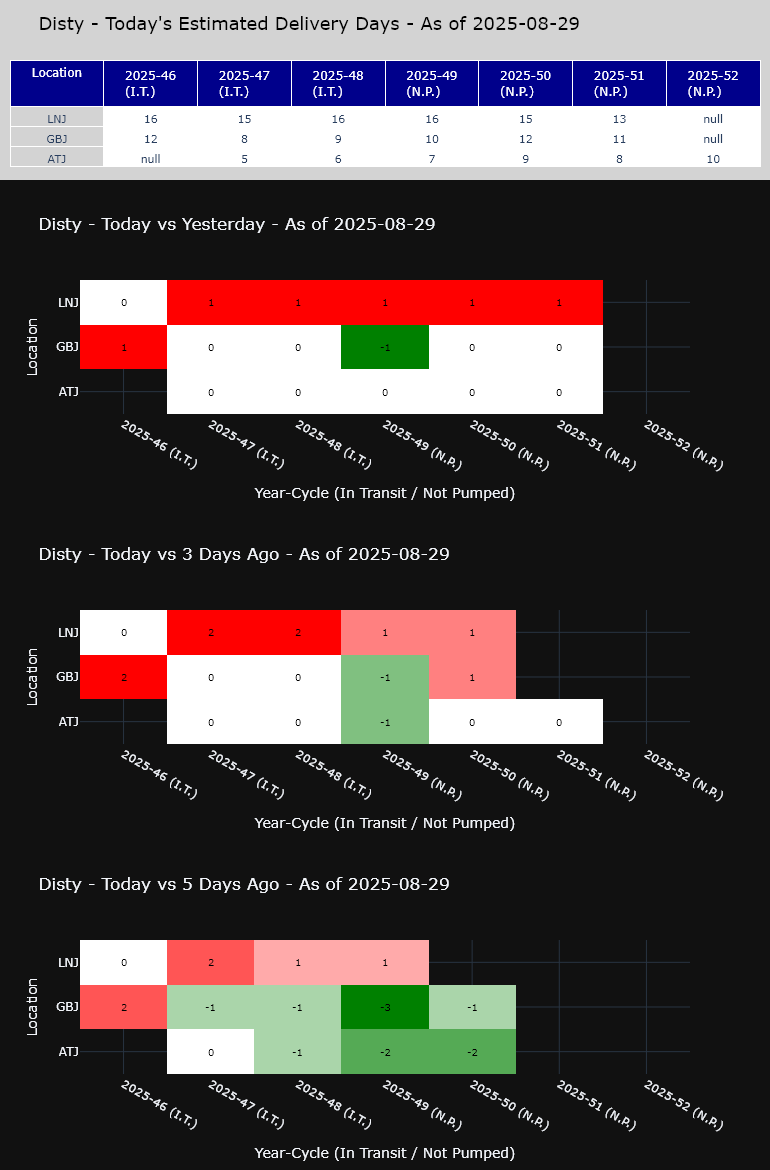 Disty - Today's Estimated Delivery Days - As of 2025-08-29
Location 2025-46 (I.T.) 2025-47 (I.T.) 2025-48 (I.T.) 2025-49 (N.P.) 2025-50 (N.P.) 2025-51 (N.P.) 2025-52 (N.P.)
LNJ 16 15 16 16 15 13 null
GBJ 12 8 9 10 12 11 null
ATJ null 5 6 7 9 8 10
Disty - Today vs Yesterday - As of 2025-08-29
Location
LNJ 0 1 1 1 1 1
GBJ 1 0 0 -1 0 0
ATJ 0 0 0 0 0
2025-46 (I.T.) 2025-47 (I.T.) 2025-48 (I.T.) 2025-49 (N.P.) 2025-50 (N.P.) 2025-51 (N.P.) 2025-52 (N.P.)
Year-Cycle (In Transit / Not Pumped)
Disty - Today vs 3 Days Ago - As of 2025-08-29
Location
LNJ 0 2 2 1 1
GBJ 2 0 0 -1 1
ATJ 0 0 -1 0 0
2025-46 (I.T.) 2025-47 (I.T.) 2025-48 (I.T.) 2025-49 (N.P.) 2025-50 (N.P.) 2025-51 (N.P.) 2025-52 (N.P.)
Year-Cycle (In Transit / Not Pumped)
Disty - Today vs 5 Days Ago - As of 2025-08-29
Location
LNJ 0 2 1 1
GBJ 2 -1 -1 -3 -1
ATJ 0 -1 -2 -2
2025-46 (I.T.) 2025-47 (I.T.) 2025-48 (I.T.) 2025-49 (N.P.) 2025-50 (N.P.) 2025-51 (N.P.) 2025-52 (N.P.)
Year-Cycle (In Transit / Not Pumped)